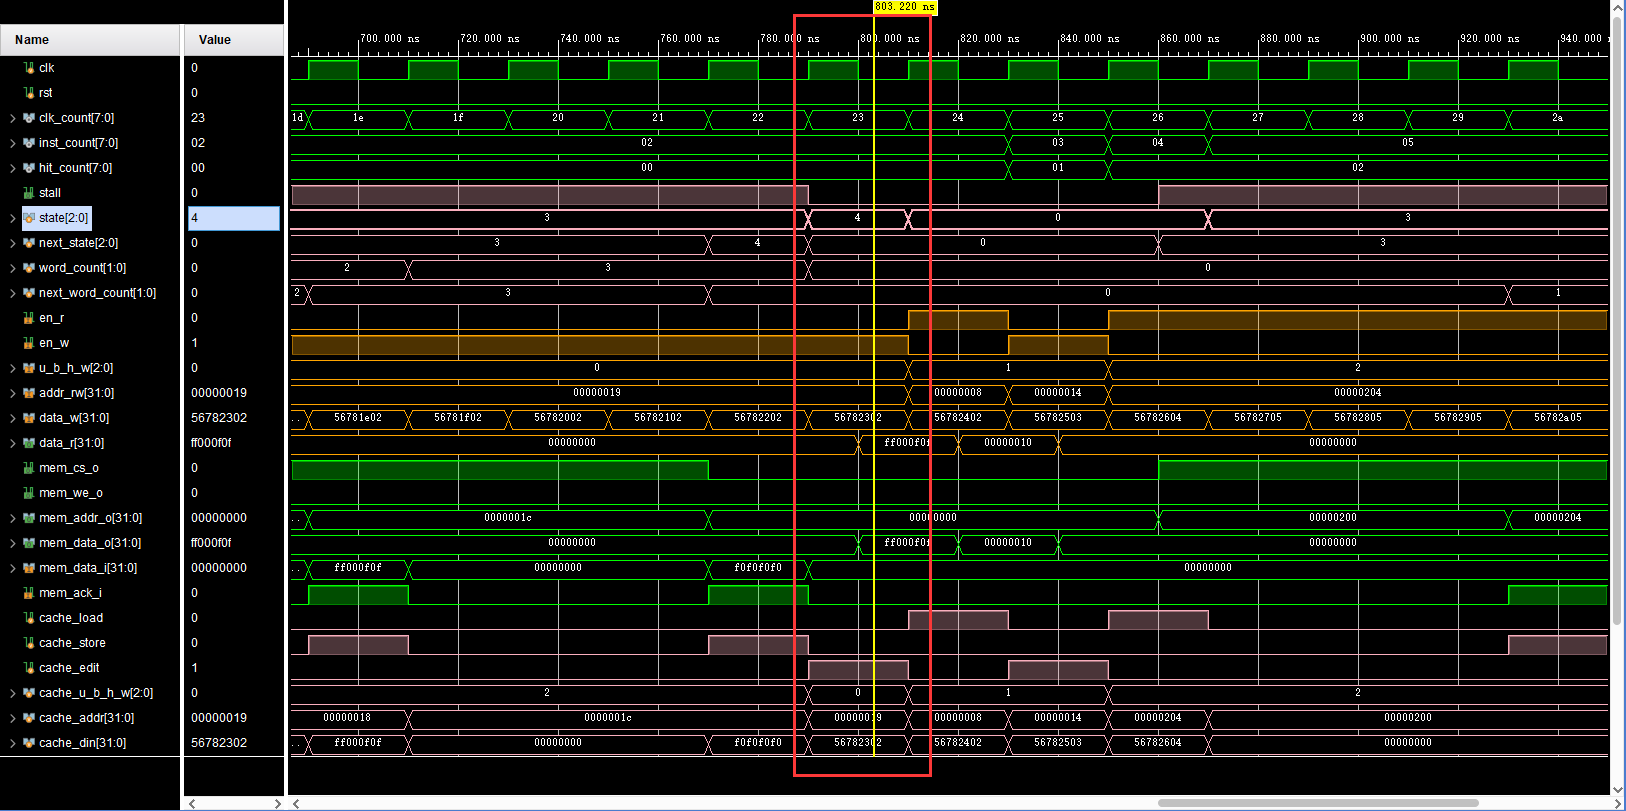 803.220 ns
Name Value
700.000 ns 720.000 ns 740.000 ns 760.000 ns 780.000 ns 800.000 ns 820.000 ns 840.000 ns 860.000 ns 880.000 ns 900.000 ns 920.000 ns 940.000 n
clk 0
rst 0
clk_count[7:0] 23 1d 1e 1f 20 21 22 23 24 25 26 27 28 29 2a
inst_count[7:0] 02 02 03 04 05
hit_count[7:0] 00 00 01 02
stall 0
state[2:0] 4 3 4 0 3
next_state[2:0] 0 3 4 0 3
word_count[1:0] 0 2 3 0
next_word_count[1:0] 0 2 3 0 1
en_r 0
en_w 1
u_b_h_w[2:0] 0 0 1 2
addr_rw[31:0] 00000019 00000019 00000008 00000014 00000204
data_w[31:0] 56782302 .. 56781e02 56781f02 56782002 56782102 56782202 56782302 56782402 56782503 56782604 56782705 56782805 56782905 56782a05
data_r[31:0] ff000f0f 00000000 ff000f0f 00000010 00000000
mem_cs_o 0
mem_we_o 0
mem_addr_o[31:0] 00000000 .. 0000001c 00000000 00000200 00000204
mem_data_o[31:0] ff000f0f 00000000 ff000f0f 00000010 00000000
mem_data_i[31:0] 00000000 .. ff000f0f 00000000 f0f0f0f0 00000000
mem_ack_i 0
cache_load 0
cache_store 0
cache_edit 1
cache_u_b_h_w[2:0] 0 2 0 1 2
cache_addr[31:0] 00000019 00000018 0000001c 00000019 00000008 00000014 00000204 00000200
cache_din[31:0] 56782302 .. ff000f0f 00000000 f0f0f0f0 56782302 56782402 56782503 56782604 00000000